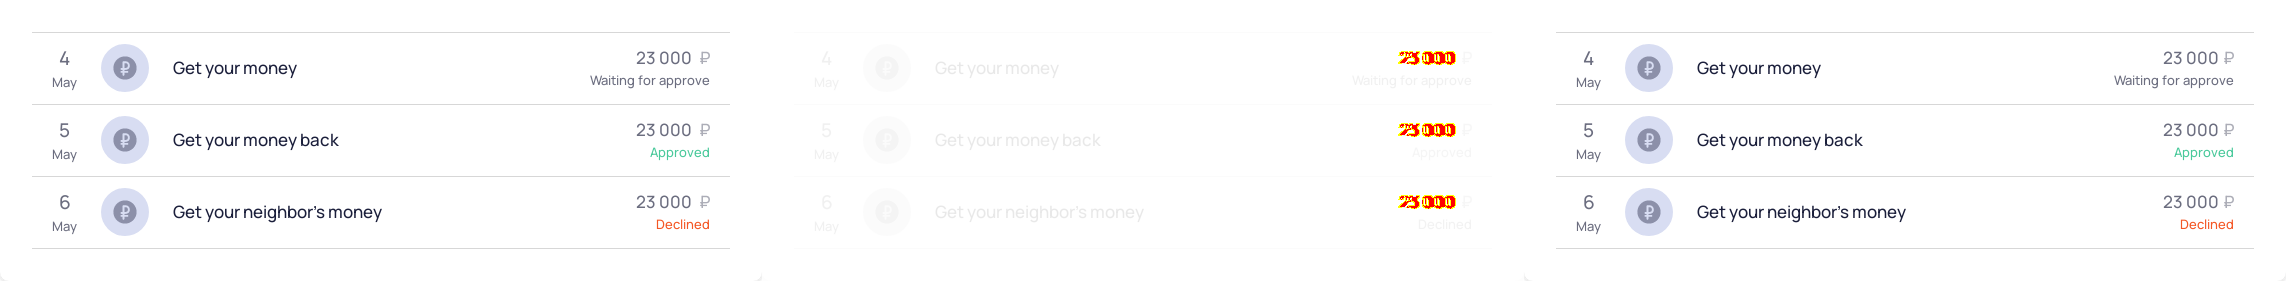 4 May Get your money 23 000 ₽ Waiting for approve
5 May Get your money back 23 000 ₽ Approved
6 May Get your neighbor's money 23 000 ₽ Declined
4 May Get your money 23 000 ₽ Waiting for approve
5 May Get your money back 23 000 ₽ Approved
6 May Get your neighbor's money 23 000 ₽ Declined
4 May Get your money 23 000 ₽ Waiting for approve
5 May Get your money back 23 000 ₽ Approved
6 May Get your neighbor's money 23 000 ₽ Declined